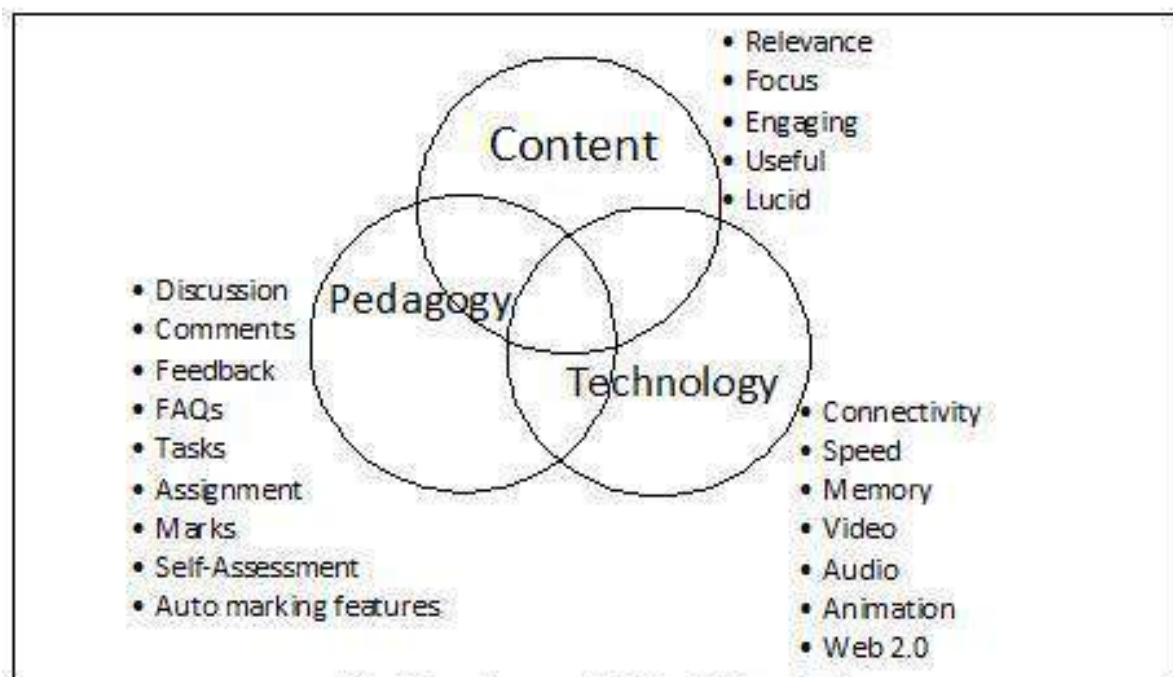 • Relevance
• Focus
• Engaging
• Useful
• Lucid
Content
Pedagogy
Technology
• Discussion
• Comments
• Feedback
• FAQs
• Tasks
• Assignment
• Marks
• Self-Assessment
• Auto marking features
• Connectivity
• Speed
• Memory
• Video
• Audio
• Animation
• Web 2.0